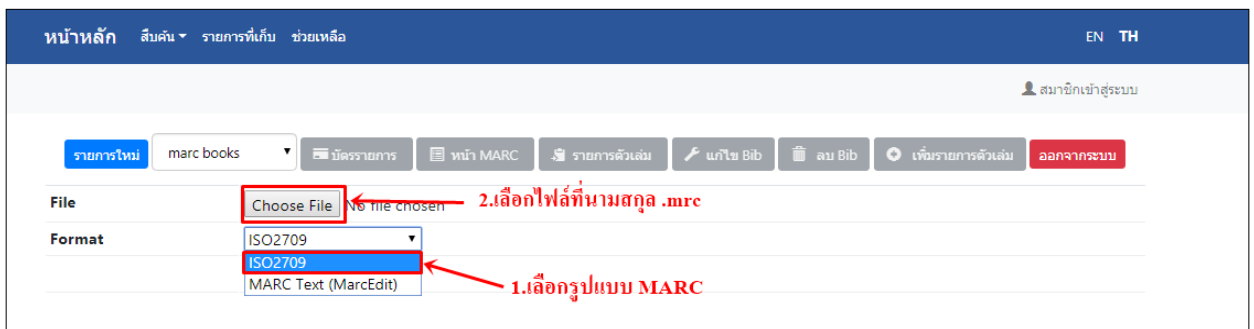 หน้าหลัก สืบค้น รายการที่เก็บ ช่วยเหลือ EN TH
สมาชิกเข้าสู่ระบบ
รายการใหม่ marc books บัตรรายการ หน้า MARC รายการตัวเล่ม แก้ไข Bib ลบ Bib เพิ่มรายการตัวเล่ม ออกจากระบบ
File Choose File No file chosen 2.เลือกไฟล์ที่นามสกุล .mrc
Format ISO2709
ISO2709
MARC Text (MarcEdit) 1.เลือกรูปแบบ MARC